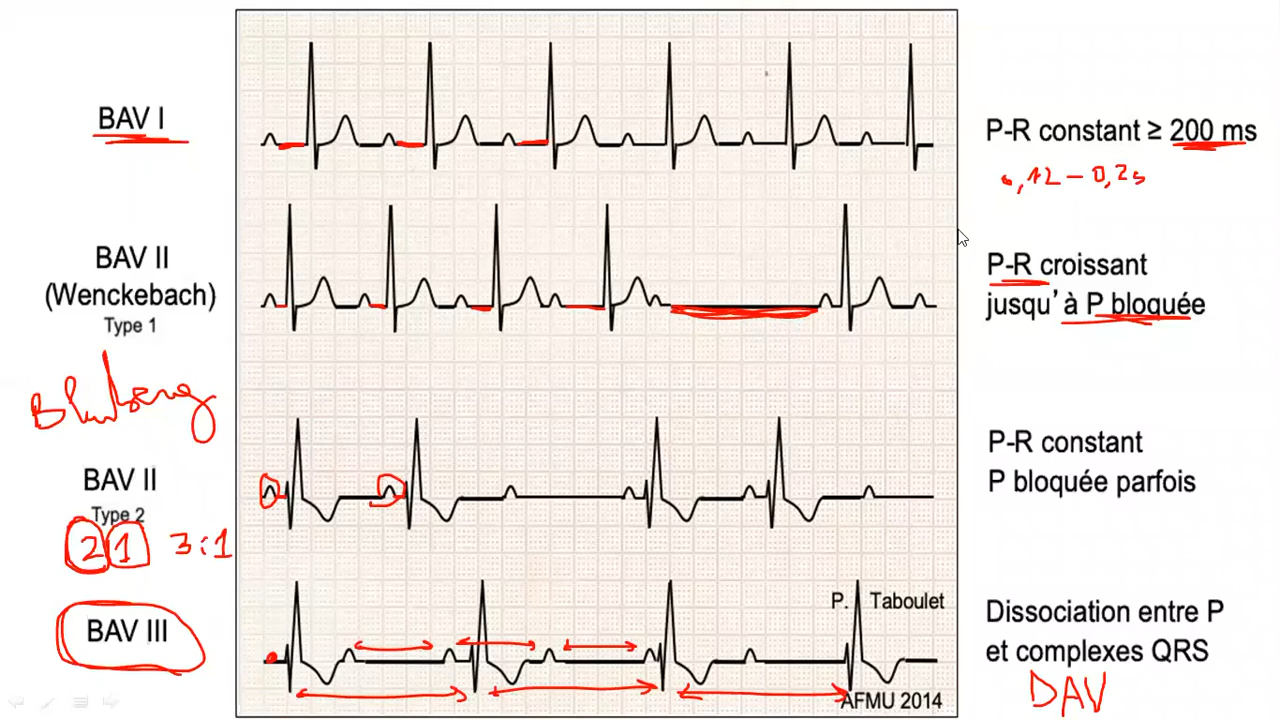 BAV I
P-R constant ≥ 200 ms
0,12 – 0,2s
BAV II
(Wenckebach)
Type 1
P-R croissant
jusqu'à P bloquée
BAV II
Type 2
2 1 3:1
P-R constant
P bloquée parfois
BAV III
P. Taboulet
AFMU 2014
Dissociation entre P
et complexes QRS
DAV